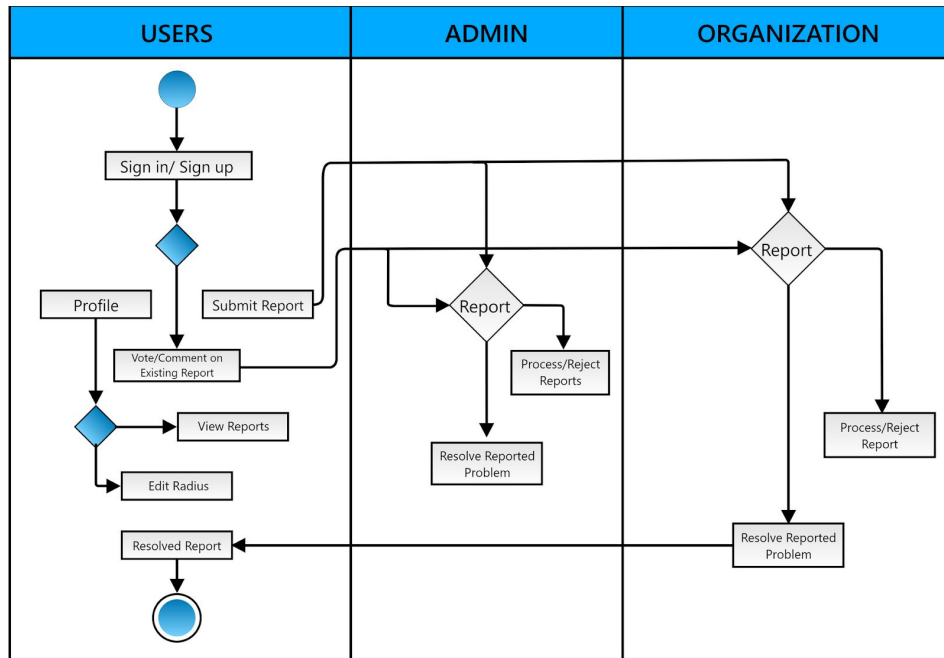 USERS
ADMIN
ORGANIZATION
Sign in/ Sign up
Report
Profile
Submit Report
Report
Vote/Comment on
Existing Report
Process/Reject
Reports
View Reports
Process/Reject
Report
Resolve Reported
Problem
Edit Radius
Resolved Report
Resolve Reported
Problem